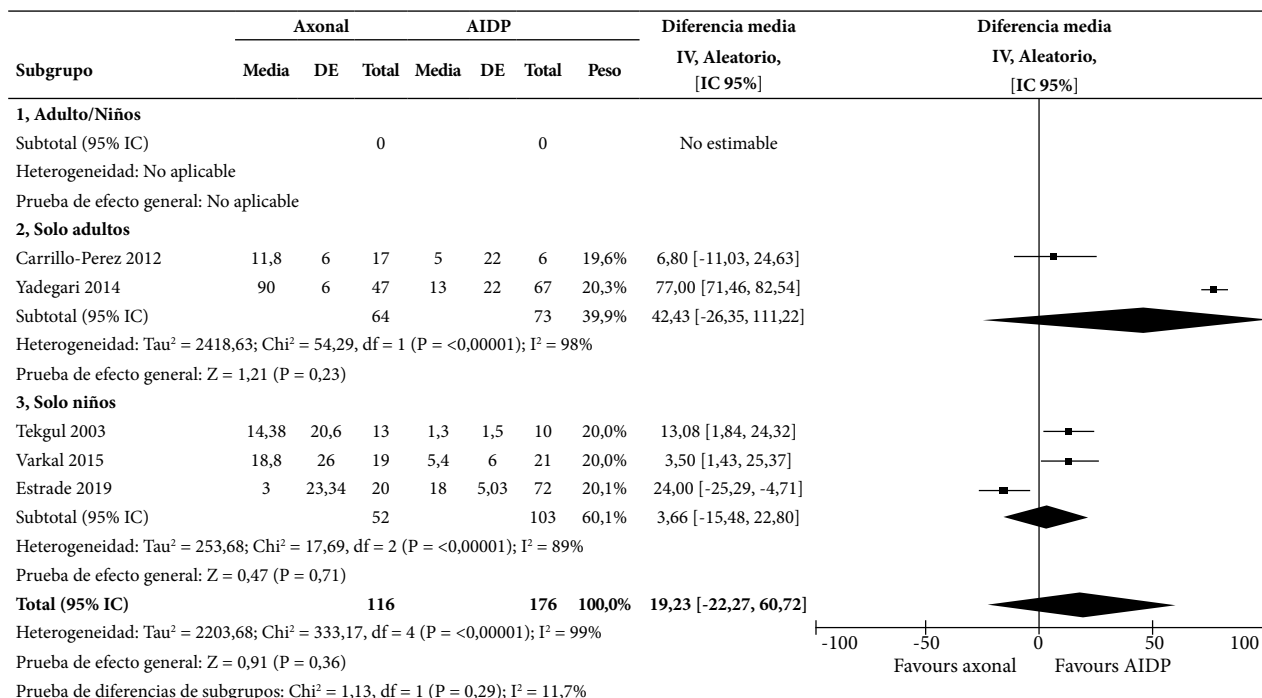 Axonal AIDP Diferencia media Diferencia media
Subgrupo Media DE Total Media DE Total Peso IV, Aleatorio, [IC 95%] IV, Aleatorio, [IC 95%]
1, Adulto/Niños
Subtotal (95% IC) 0 0 No estimable
Heterogeneidad: No aplicable
Prueba de efecto general: No aplicable
2, Solo adultos
Carrillo-Perez 2012 11,8 6 17 5 22 6 19,6% 6,80 [-11,03, 24,63]
Yadegari 2014 90 6 47 13 22 67 20,3% 77,00 [71,46, 82,54]
Subtotal (95% IC) 64 73 39,9% 42,43 [-26,35, 111,22]
Heterogeneidad: Tau² = 2418,63; Chi² = 54,29, df = 1 (P = <0,00001); I² = 98%
Prueba de efecto general: Z = 1,21 (P = 0,23)
3, Solo niños
Tekgul 2003 14,38 20,6 13 1,3 1,5 10 20,0% 13,08 [1,84, 24,32]
Varkal 2015 18,8 26 19 5,4 6 21 20,0% 3,50 [1,43, 25,37]
Estrade 2019 3 23,34 20 18 5,03 72 20,1% 24,00 [-25,29, -4,71]
Subtotal (95% IC) 52 103 60,1% 3,66 [-15,48, 22,80]
Heterogeneidad: Tau² = 253,68; Chi² = 17,69, df = 2 (P = <0,00001); I² = 89%
Prueba de efecto general: Z = 0,47 (P = 0,71)
Total (95% IC) 116 176 100,0% 19,23 [-22,27, 60,72]
Heterogeneidad: Tau² = 2203,68; Chi² = 333,17, df = 4 (P = <0,00001); I² = 99%
Prueba de efecto general: Z = 0,91 (P = 0,36)
Prueba de diferencias de subgrupos: Chi² = 1,13, df = 1 (P = 0,29); I² = 11,7%
-100 -50 0 50 100
Favours axonal Favours AIDP